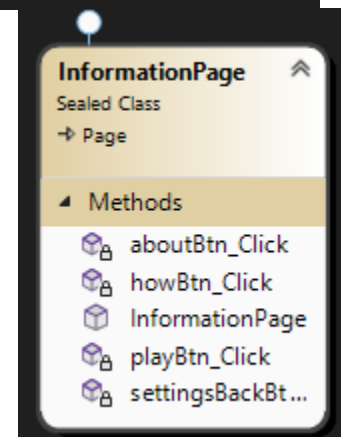 InformationPage
Sealed Class
Page
Methods
aboutBtn_Click
howBtn_Click
InformationPage
playBtn_Click
settingsBackBt...